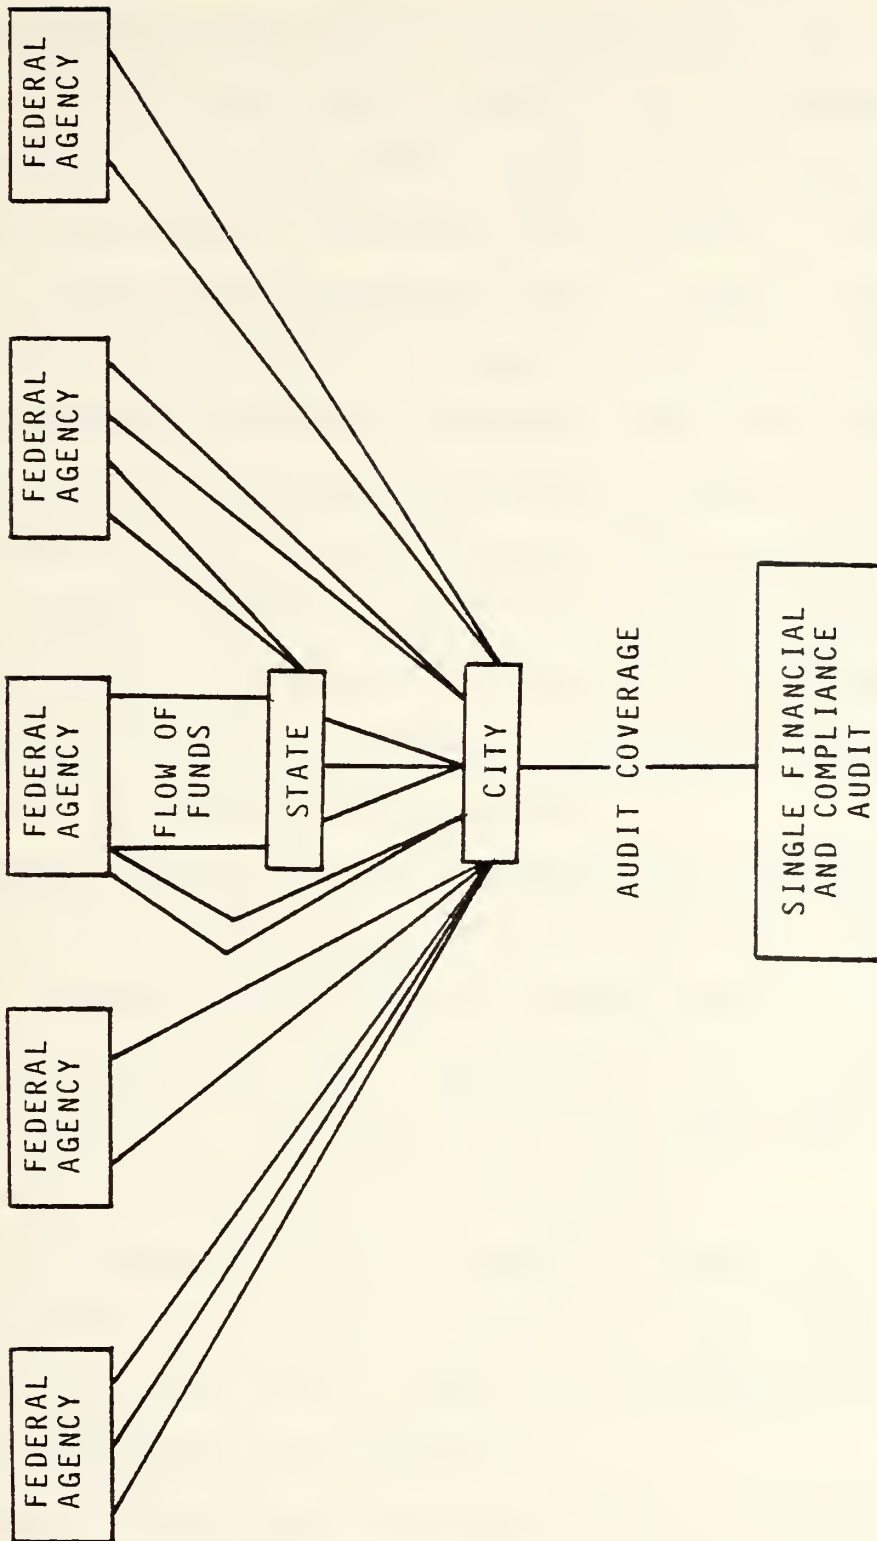 FEDERAL
AGENCY
FEDERAL
AGENCY
FEDERAL
AGENCY
FEDERAL
AGENCY
FEDERAL
AGENCY
FLOW OF
FUNDS
STATE
CITY
AUDIT COVERAGE
SINGLE FINANCIAL
AND COMPLIANCE
AUDIT